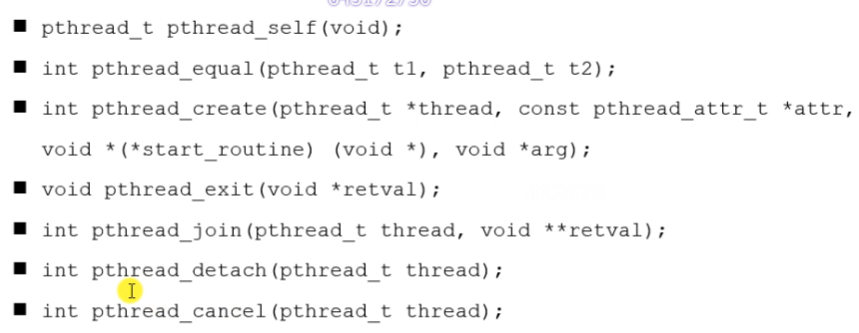 ■ pthread_t pthread_self(void);
■ int pthread_equal(pthread_t t1, pthread_t t2);
■ int pthread_create(pthread_t *thread, const pthread_attr_t *attr,
void *(*start_routine) (void *), void *arg);
■ void pthread_exit(void *retval);
■ int pthread_join(pthread_t thread, void **retval);
■ int pthread_detach(pthread_t thread);
■ int pthread_cancel(pthread_t thread);